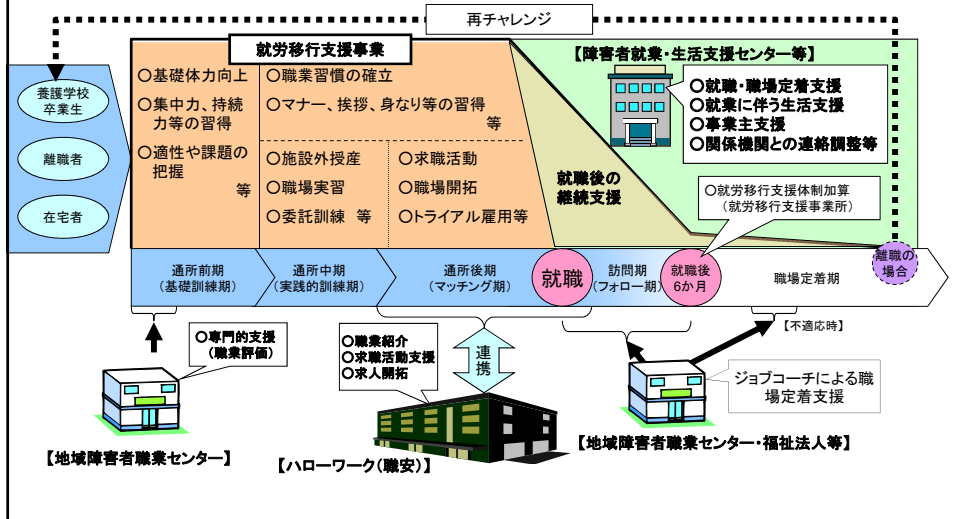 再チャレンジ
就労移行支援事業
【障害者就業・生活支援センター等】
養護学校
卒業生
離職者
在宅者
○基礎体力向上
○集中力、持続
力等の習得
○適性や課題の
把握
等
○職業習慣の確立
○マナー、挨拶、身なり等の習得
等
○施設外授産
○職場実習
○委託訓練 等
○求職活動
○職場開拓
○トライアル雇用等
就職後の
継続支援
○就職・職場定着支援
○就業に伴う生活支援
○事業主支援
○関係機関との連絡調整等
○就労移行支援体制加算
（就労移行支援事業所）
通所前期
（基礎訓練期）
通所中期
（実践的訓練期）
通所後期
（マッチング期）
就職
訪問期
（フォロー期）
就職後
6か月
職場定着期
離職の
場合
【不適応時】
○専門的支援
（職業評価）
○職業紹介
○求職活動支援
○求人開拓
連携
ジョブコーチによる職
場定着支援
【地域障害者職業センター】
【ハローワーク（職安）】
【地域障害者職業センター・福祉法人等】